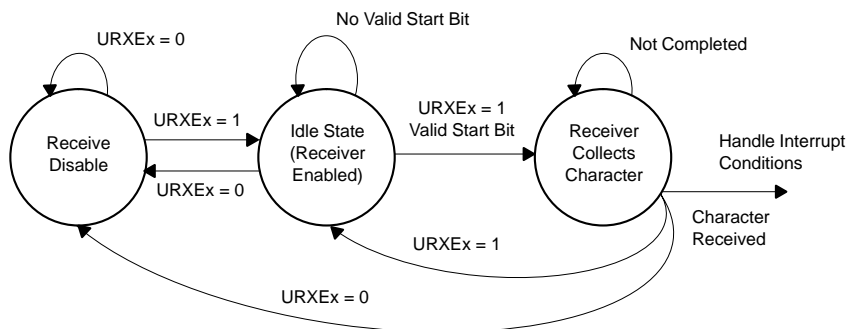 URXEx = 0
No Valid Start Bit
Not Completed
Receive
Disable
URXEx = 1
URXEx = 0
Idle State
(Receiver
Enabled)
URXEx = 1
Valid Start Bit
Receiver
Collects
Character
Handle Interrupt
Conditions
Character
Received
URXEx = 1
URXEx = 0